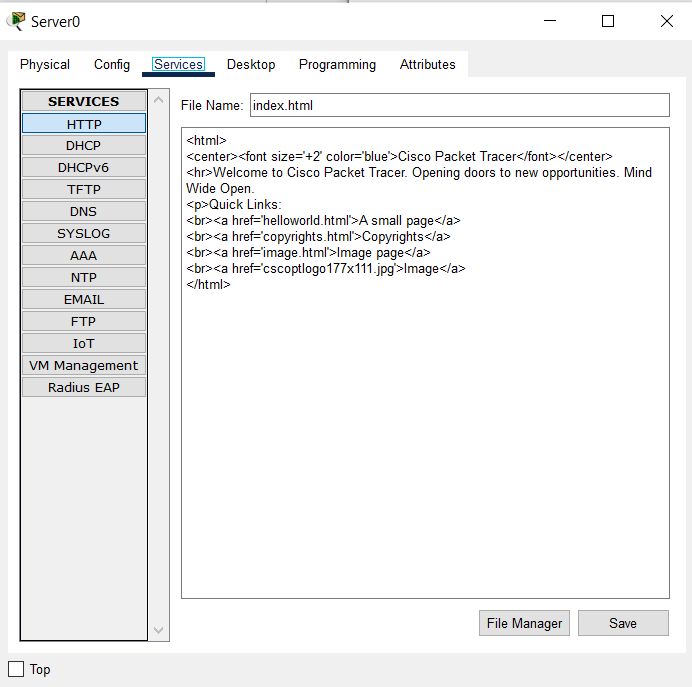 Server0
Physical Config Services Desktop Programming Attributes
SERVICES
HTTP
DHCP
DHCPv6
TFTP
DNS
SYSLOG
AAA
NTP
EMAIL
FTP
IoT
VM Management
Radius EAP
File Name: index.html
<html>
<center><font size='+2' color='blue'>Cisco Packet Tracer</font></center>
<hr>Welcome to Cisco Packet Tracer. Opening doors to new opportunities. Mind
Wide Open.
<p>Quick Links:
<br><a href='helloworld.html'>A small page</a>
<br><a href='copyrights.html'>Copyrights</a>
<br><a href='image.html'>Image page</a>
<br><a href='cscoptlogo177x111.jpg'>Image</a>
</html>
File Manager Save
Top